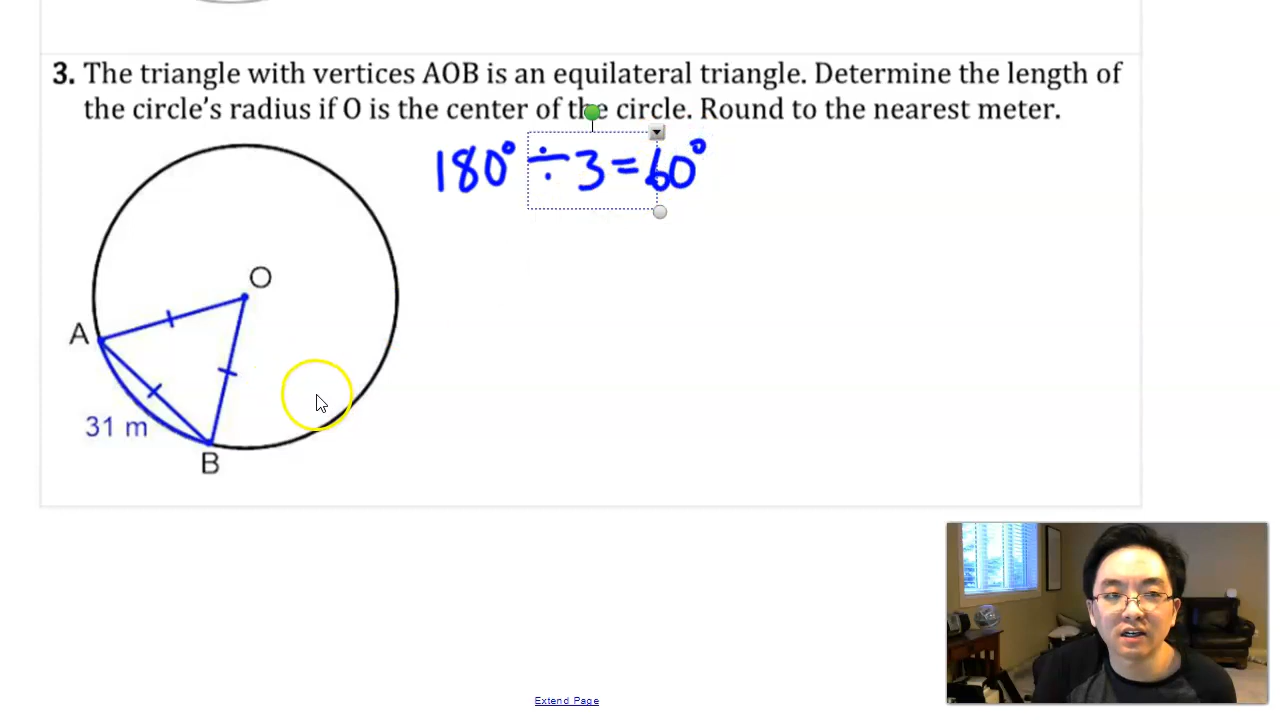 3. The triangle with vertices AOB is an equilateral triangle. Determine the length of
the circle's radius if O is the center of the circle. Round to the nearest meter.
180° ÷ 3 = 60°
O
A
31 m
B
Extend Page